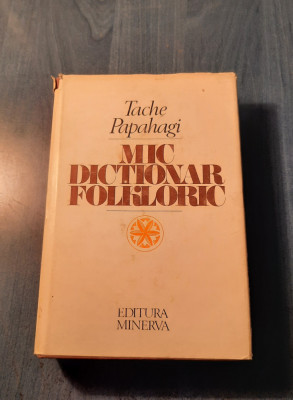 Tache
Papahagi
MIC
DICTIONAR
FOLKLORIC
EDITURA
MINERVA